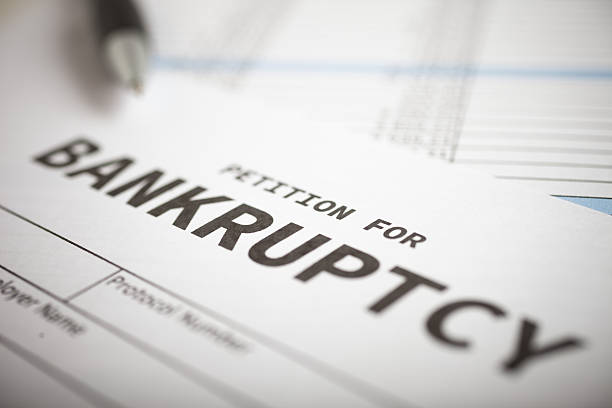 PETITION FOR
BANKRUPTCY
Protocol Number
loyer Name